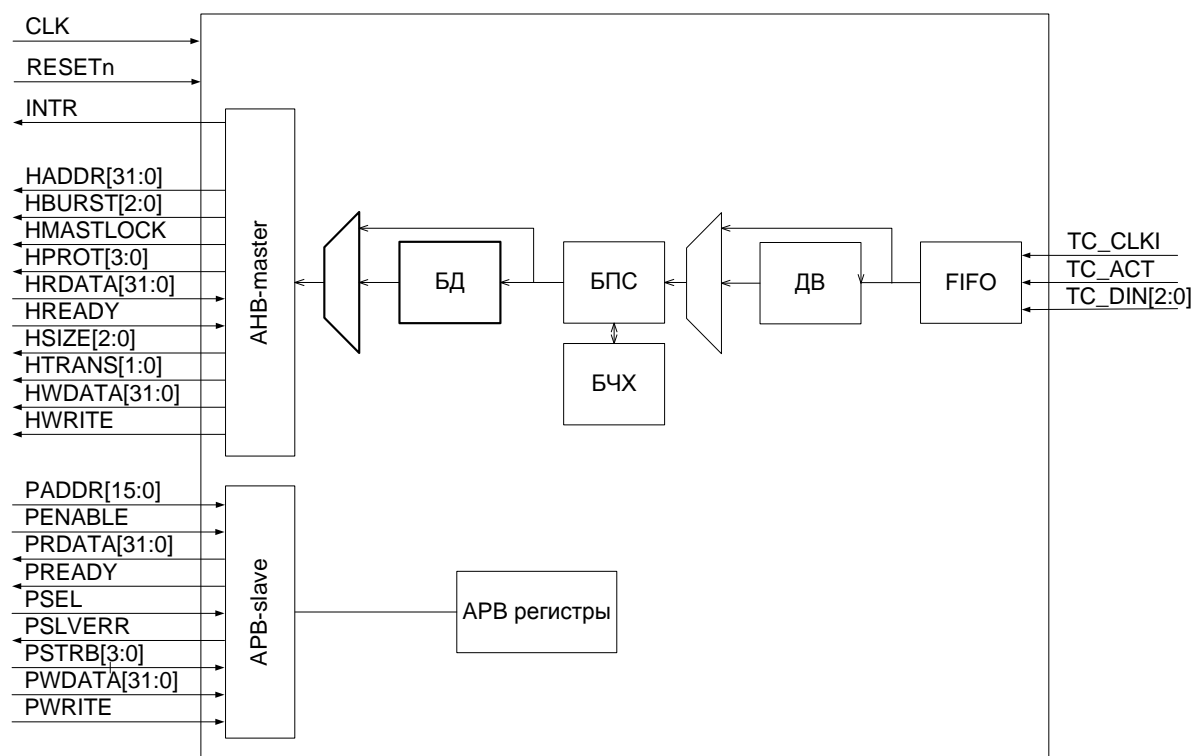 CLK
RESETn
INTR
HADDR[31:0]
HBURST[2:0]
HMASTLOCK
HPROT[3:0]
HRDATA[31:0]
HREADY
HSIZE[2:0]
HTRANS[1:0]
HWDATA[31:0]
HWRITE
AHB-master
БД
БПС
БЧХ
ДВ
FIFO
TC_CLKI
TC_ACT
TC_DIN[2:0]
PADDR[15:0]
PENABLE
PRDATA[31:0]
PREADY
PSEL
PSLVERR
PSTRB[3:0]
PWDATA[31:0]
PWRITE
APB-slave
APB регистры